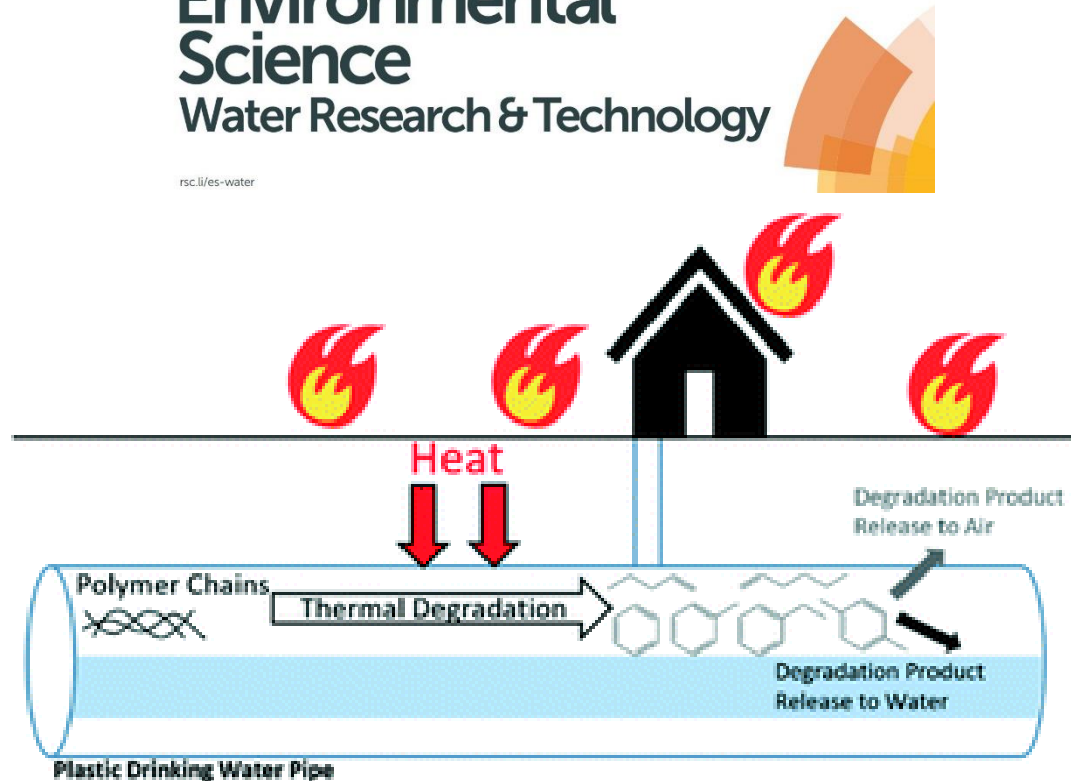 Environmental
Science
Water Research & Technology
rsc.li/es-water
Heat
Degradation Product
Release to Air
Polymer Chains
Thermal Degradation
Degradation Product
Release to Water
Plastic Drinking Water Pipe